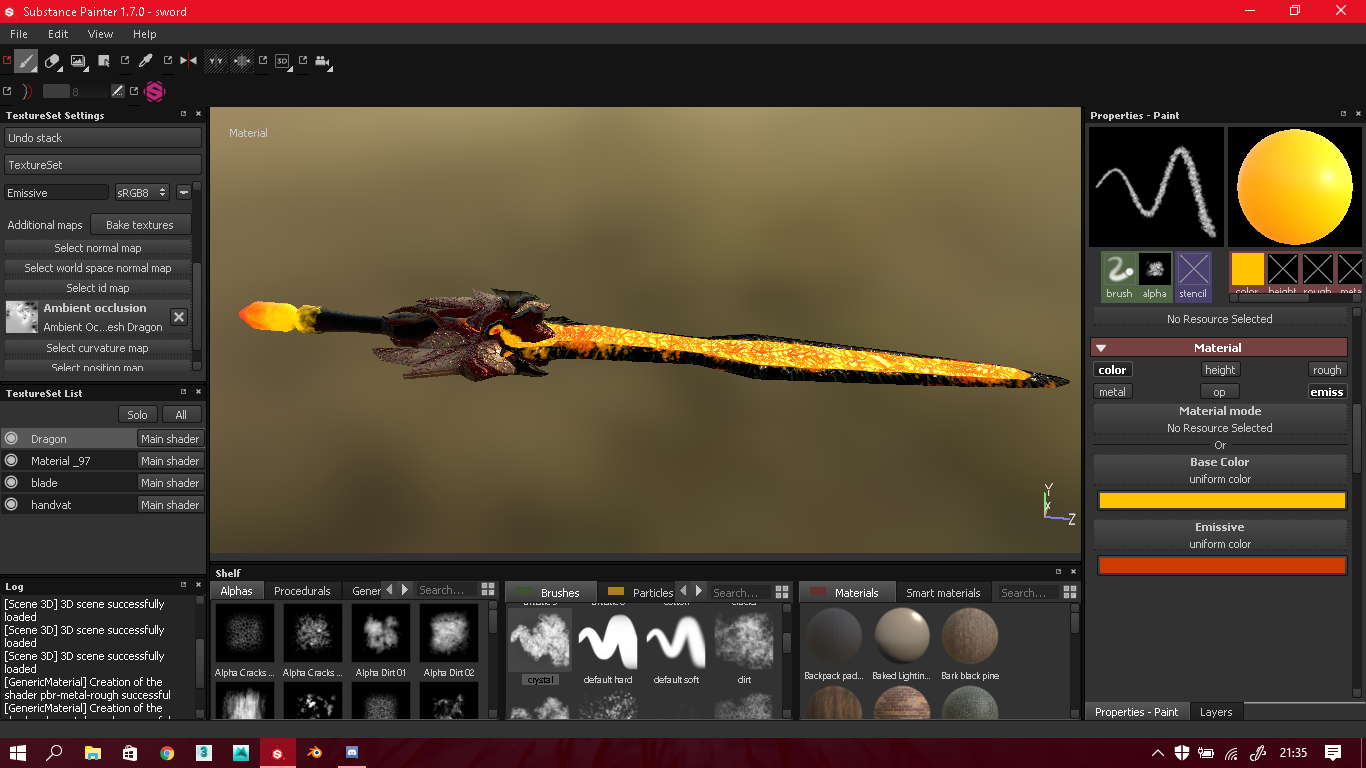 Substance Painter 1.7.0 - sword
File Edit View Help
8
TextureSet Settings
Undo stack
TextureSet
Emissive sRGB8
Additional maps Bake textures
Select normal map
Select world space normal map
Select id map
Ambient occlusion
Ambient Oc...esh Dragon
Select curvature map
Select position map
TextureSet List
Solo All
Dragon Main shader
Material _97 Main shader
blade Main shader
handvat Main shader
Log
[Scene 3D] 3D scene successfully
loaded
[Scene 3D] 3D scene successfully
loaded
[Scene 3D] 3D scene successfully
loaded
[GenericMaterial] Creation of the
shader pbr-metal-rough successful
[GenericMaterial] Creation of the
Material
Y
X
Z
Shelf
Alphas Procedurals Gener Search...
Alpha Cracks ... Alpha Cracks ... Alpha Dirt 01 Alpha Dirt 02
Brushes Particles Search...
crystal default hard default soft dirt
Materials Smart materials Search...
Backpack pad... Baked Lightin... Bark black pine
Properties - Paint
brush alpha stencil color height rough meta
No Resource Selected
Material
color height rough
metal op emiss
Material mode
No Resource Selected
Or
Base Color
uniform color
Emissive
uniform color
Properties - Paint Layers
3D
21:35